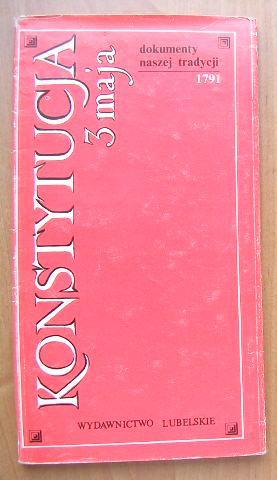 KONSTYTUCJA
3 maja
dokumenty
naszej tradycji
1791
WYDAWNICTWO LUBELSKIE